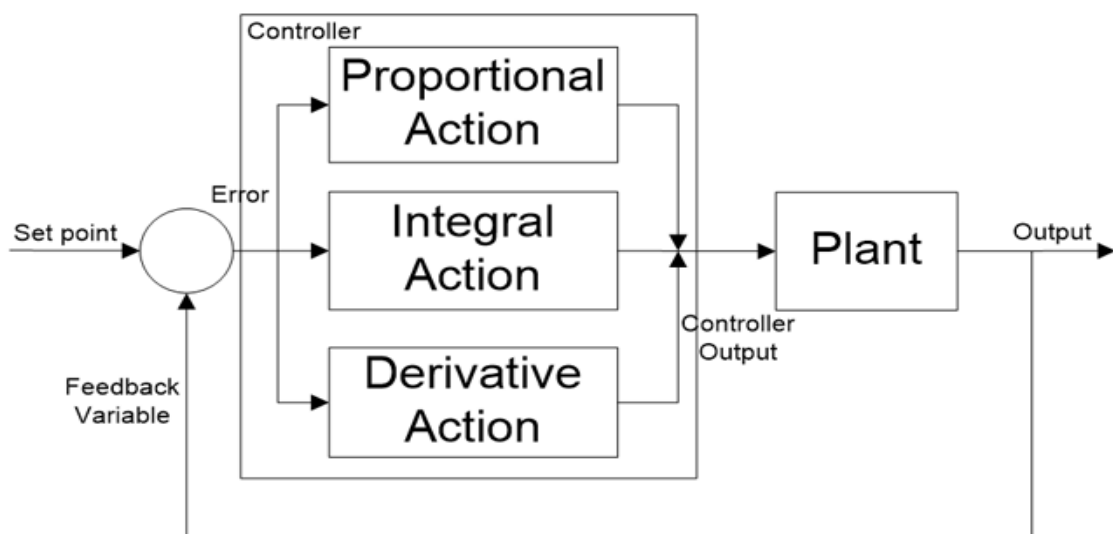 Controller
Proportional
Action
Error
Set point
Integral
Action
Plant
Output
Controller
Output
Feedback
Variable
Derivative
Action